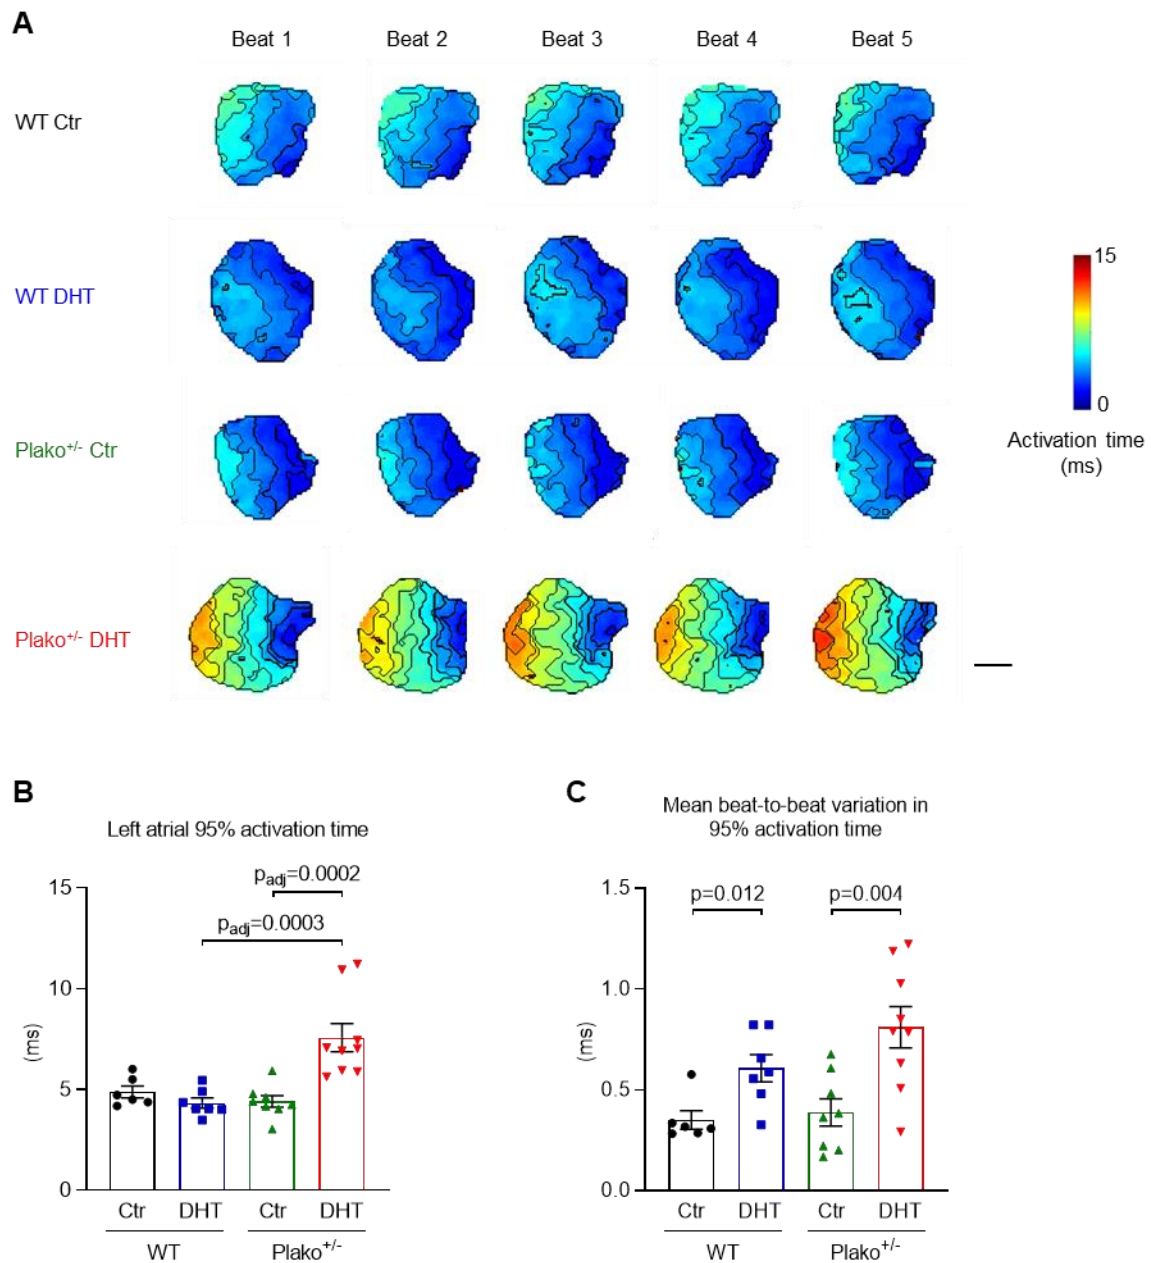 A
Beat 1 Beat 2 Beat 3 Beat 4 Beat 5
WT Ctr
WT DHT
Plako+/- Ctr
Plako+/- DHT
15
0
Activation time
(ms)
B
Left atrial 95% activation time
padj=0.0002
padj=0.0003
15
10
5
0
(ms)
Ctr DHT Ctr DHT
WT Plako+/-
C
Mean beat-to-beat variation in
95% activation time
p=0.012 p=0.004
1.5
1.0
0.5
0.0
(ms)
Ctr DHT Ctr DHT
WT Plako+/-